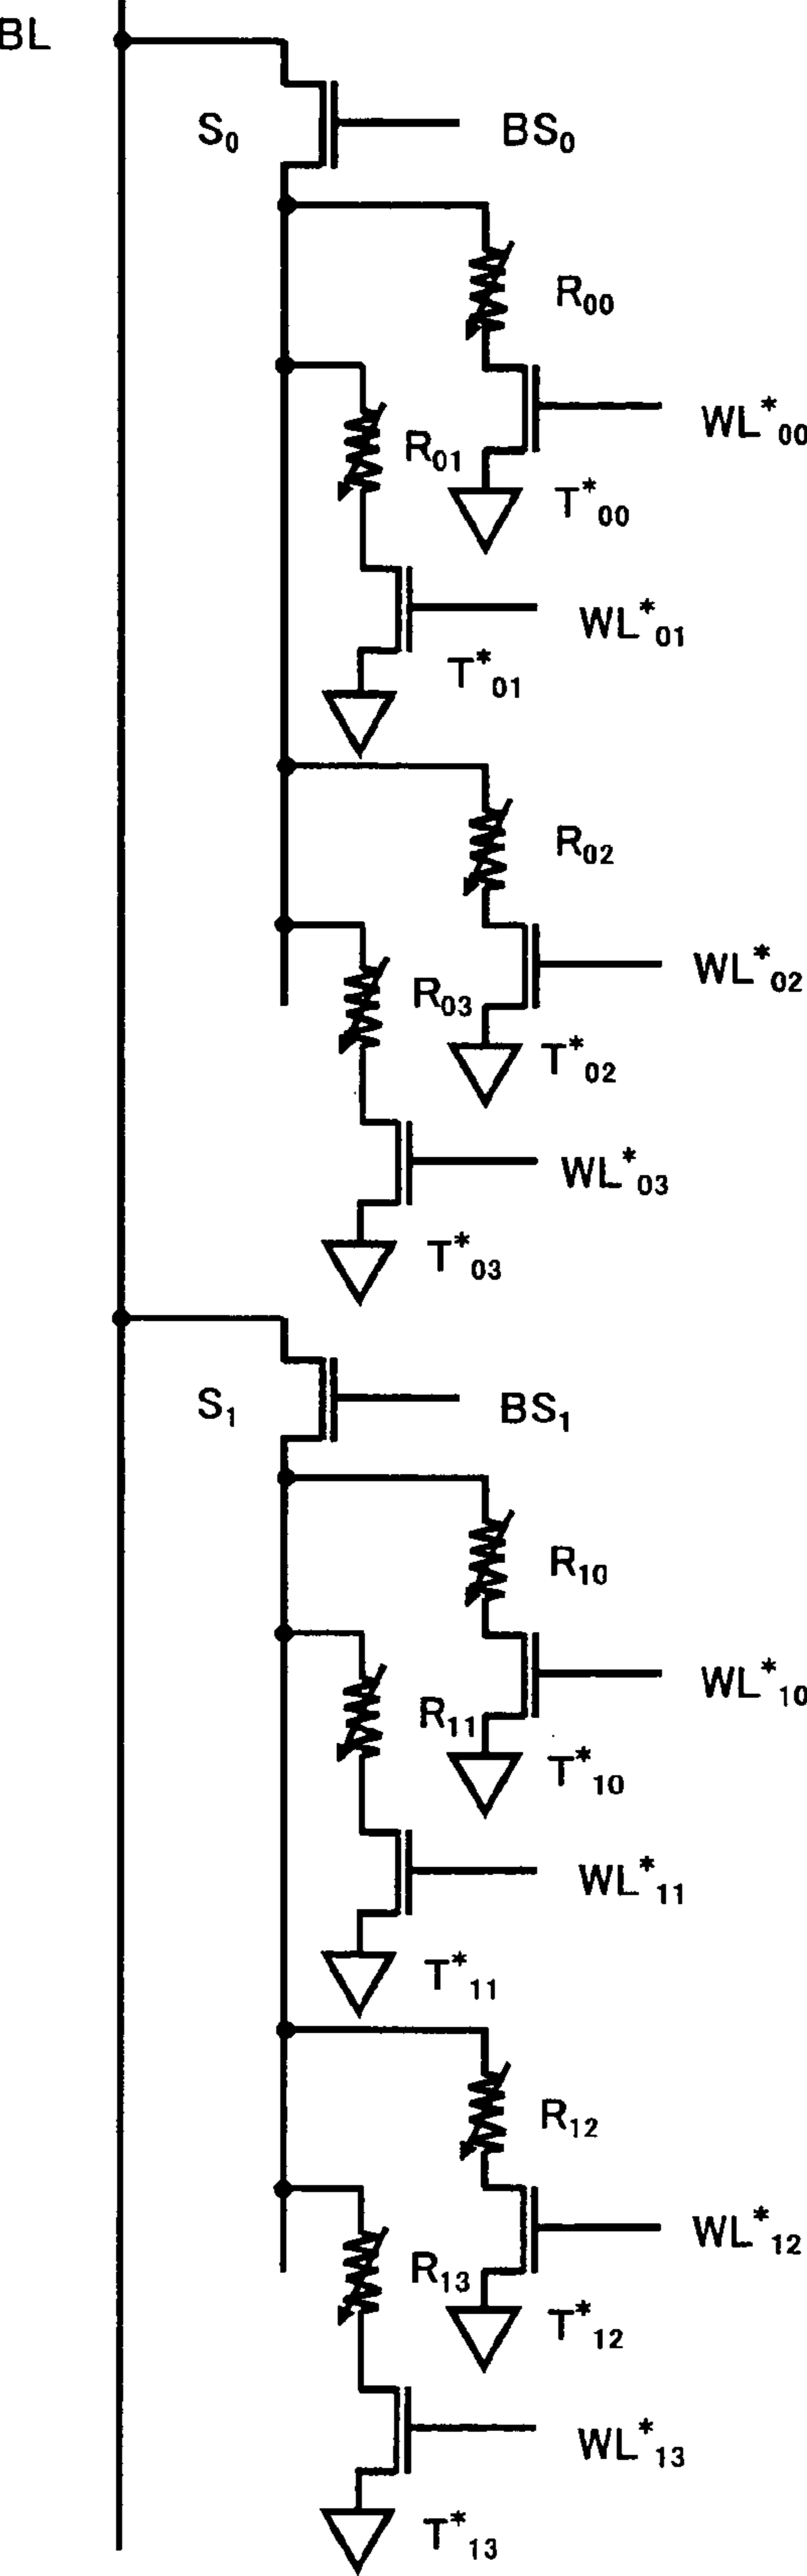 BL
S₀ BS₀
R₀₀
WL*₀₀
R₀₁
T*₀₀
WL*₀₁
T*₀₁
R₀₂
WL*₀₂
R₀₃
T*₀₂
WL*₀₃
T*₀₃
S₁ BS₁
R₁₀
WL*₁₀
R₁₁
T*₁₀
WL*₁₁
T*₁₁
R₁₂
WL*₁₂
R₁₃
T*₁₂
WL*₁₃
T*₁₃